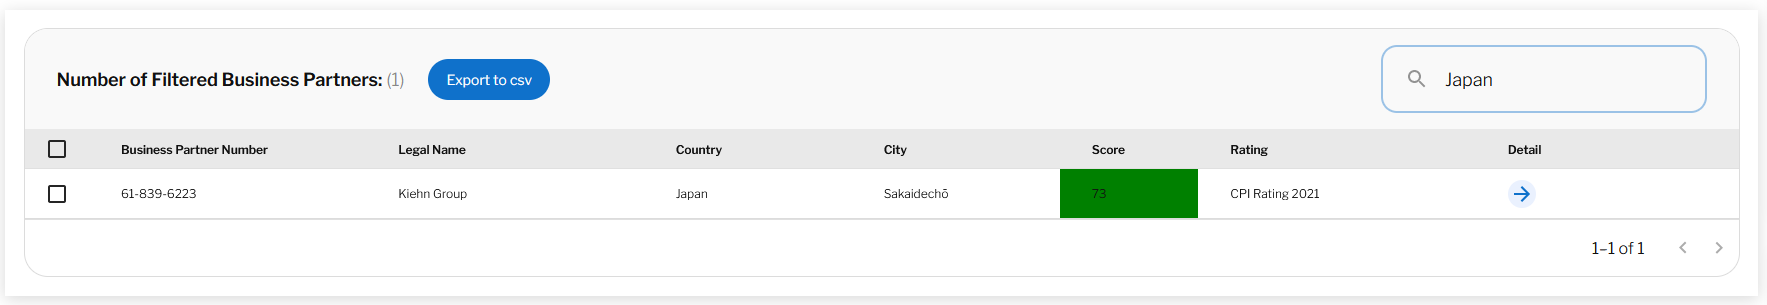 Number of Filtered Business Partners: (1) Export to csv Japan
Business Partner Number Legal Name Country City Score Rating Detail
61-839-6223 Kiehn Group Japan Sakaidechō 73 CPI Rating 2021
1–1 of 1